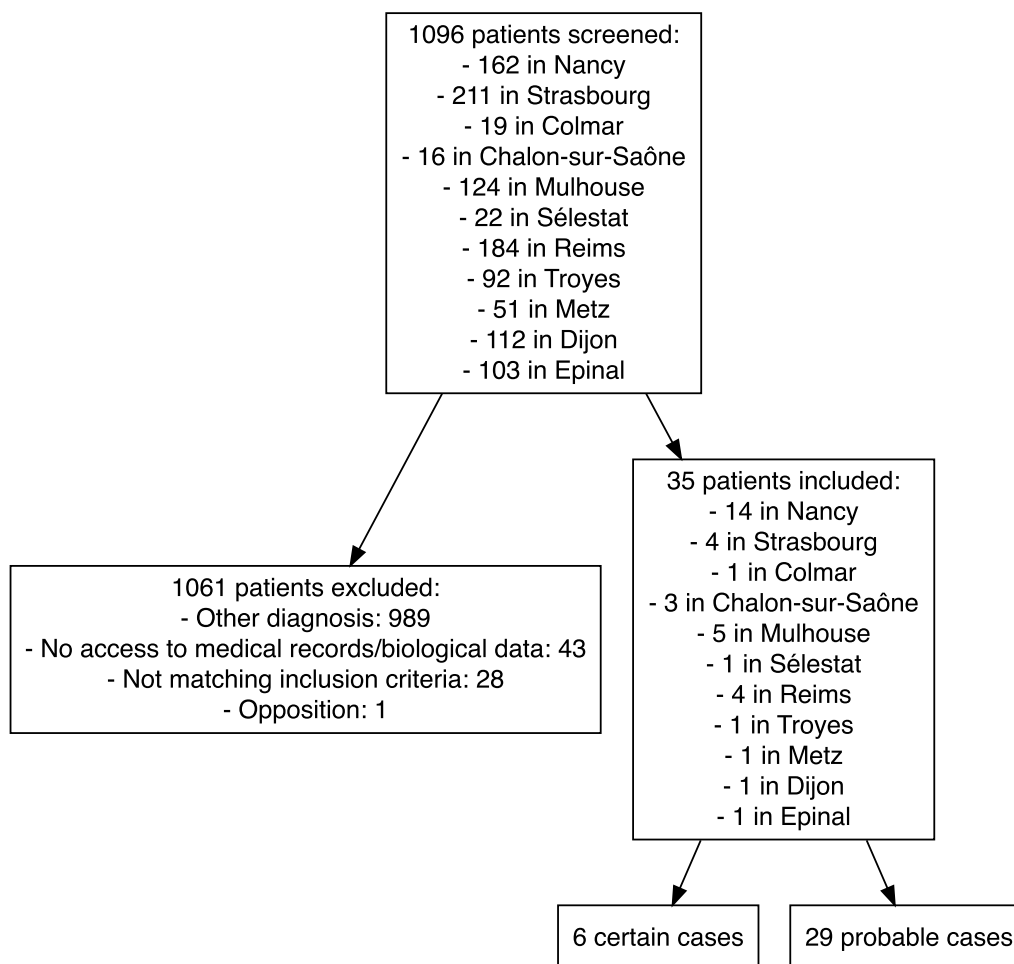 1096 patients screened:
- 162 in Nancy
- 211 in Strasbourg
- 19 in Colmar
- 16 in Chalon-sur-Saône
- 124 in Mulhouse
- 22 in Sélestat
- 184 in Reims
- 92 in Troyes
- 51 in Metz
- 112 in Dijon
- 103 in Epinal
1061 patients excluded:
- Other diagnosis: 989
- No access to medical records/biological data: 43
- Not matching inclusion criteria: 28
- Opposition: 1
35 patients included:
- 14 in Nancy
- 4 in Strasbourg
- 1 in Colmar
- 3 in Chalon-sur-Saône
- 5 in Mulhouse
- 1 in Sélestat
- 4 in Reims
- 1 in Troyes
- 1 in Metz
- 1 in Dijon
- 1 in Epinal
6 certain cases
29 probable cases